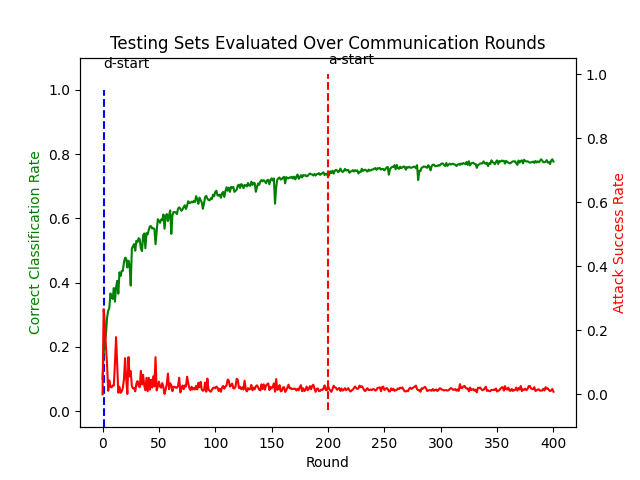 Testing Sets Evaluated Over Communication Rounds
d-start
a-start
Correct Classification Rate
1.0
0.8
0.6
0.4
0.2
0.0
1.0
0.8
0.6
0.4
0.2
0.0
Attack Success Rate
0 50 100 150 200 250 300 350 400
Round